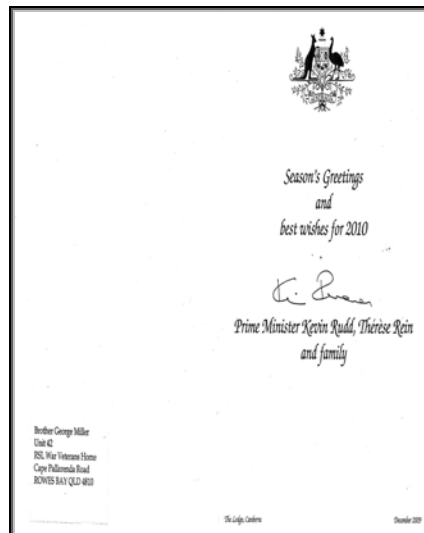 Season's Greetings
and
best wishes for 2010
Prime Minister Kevin Rudd, Thérèse Rein
and family
Brother George Miller
Unit 42
RSL War Veterans Home
Cape Pallarenda Road
ROWES BAY QLD 4810
The Lodge, Canberra
December 2009